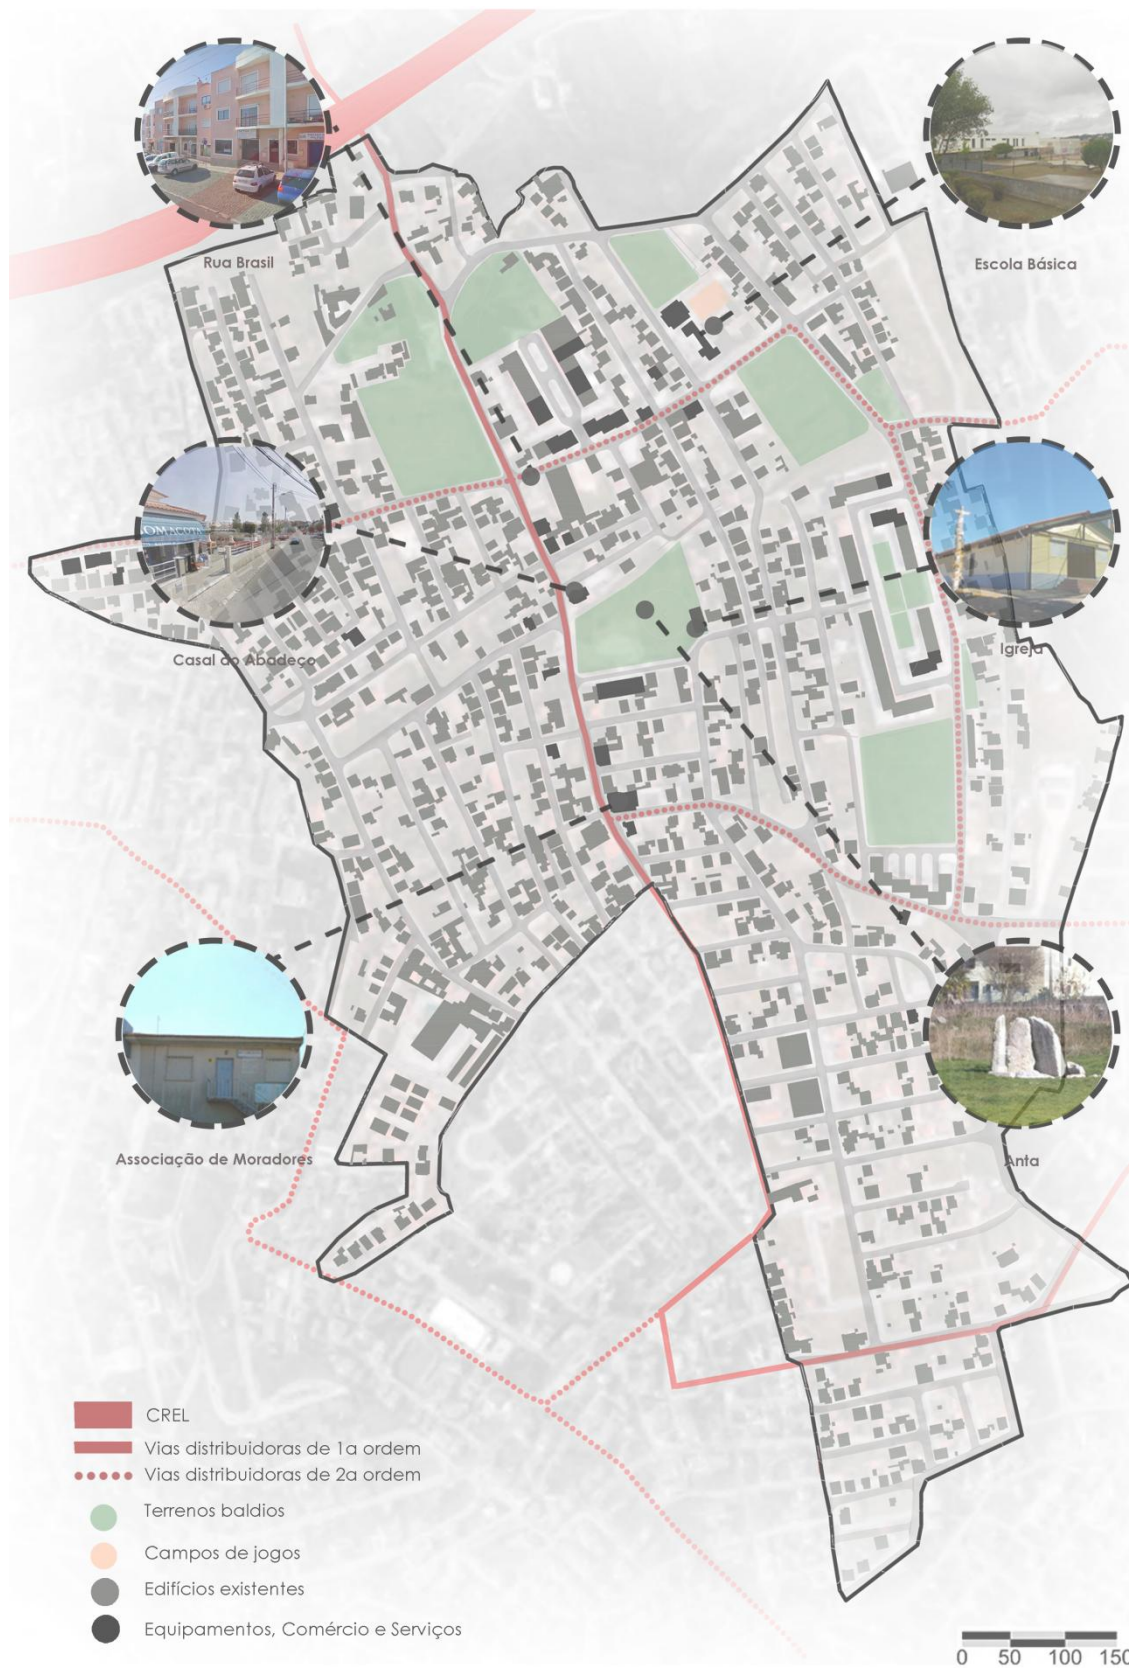 Rua Brasil
Escola Básica
Casal do Abadeço
Igreja
Associação de Moradores
Anta
CREL
Vias distribuidoras de 1a ordem
Vias distribuidoras de 2a ordem
Terrenos baldios
Campos de jogos
Edifícios existentes
Equipamentos, Comércio e Serviços
0 50 100 150